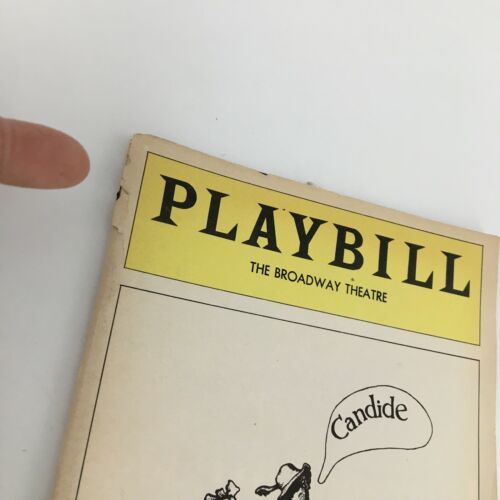 PLAYBILL
THE BROADWAY THEATRE
Candide